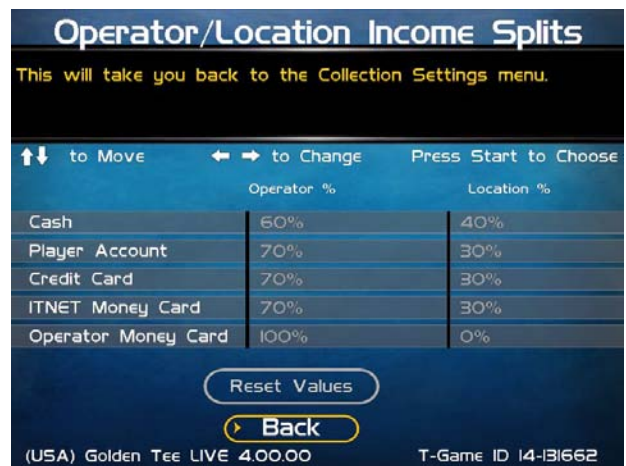 Operator/Location Income Splits
This will take you back to the Collection Settings menu.
to Move to Change Press Start to Choose
Operator % Location %
Cash 60% 40%
Player Account 70% 30%
Credit Card 70% 30%
ITNET Money Card 70% 30%
Operator Money Card 100% 0%
Reset Values
Back
(USA) Golden Tee LIVE 4.00.00 T-Game ID 14-131662